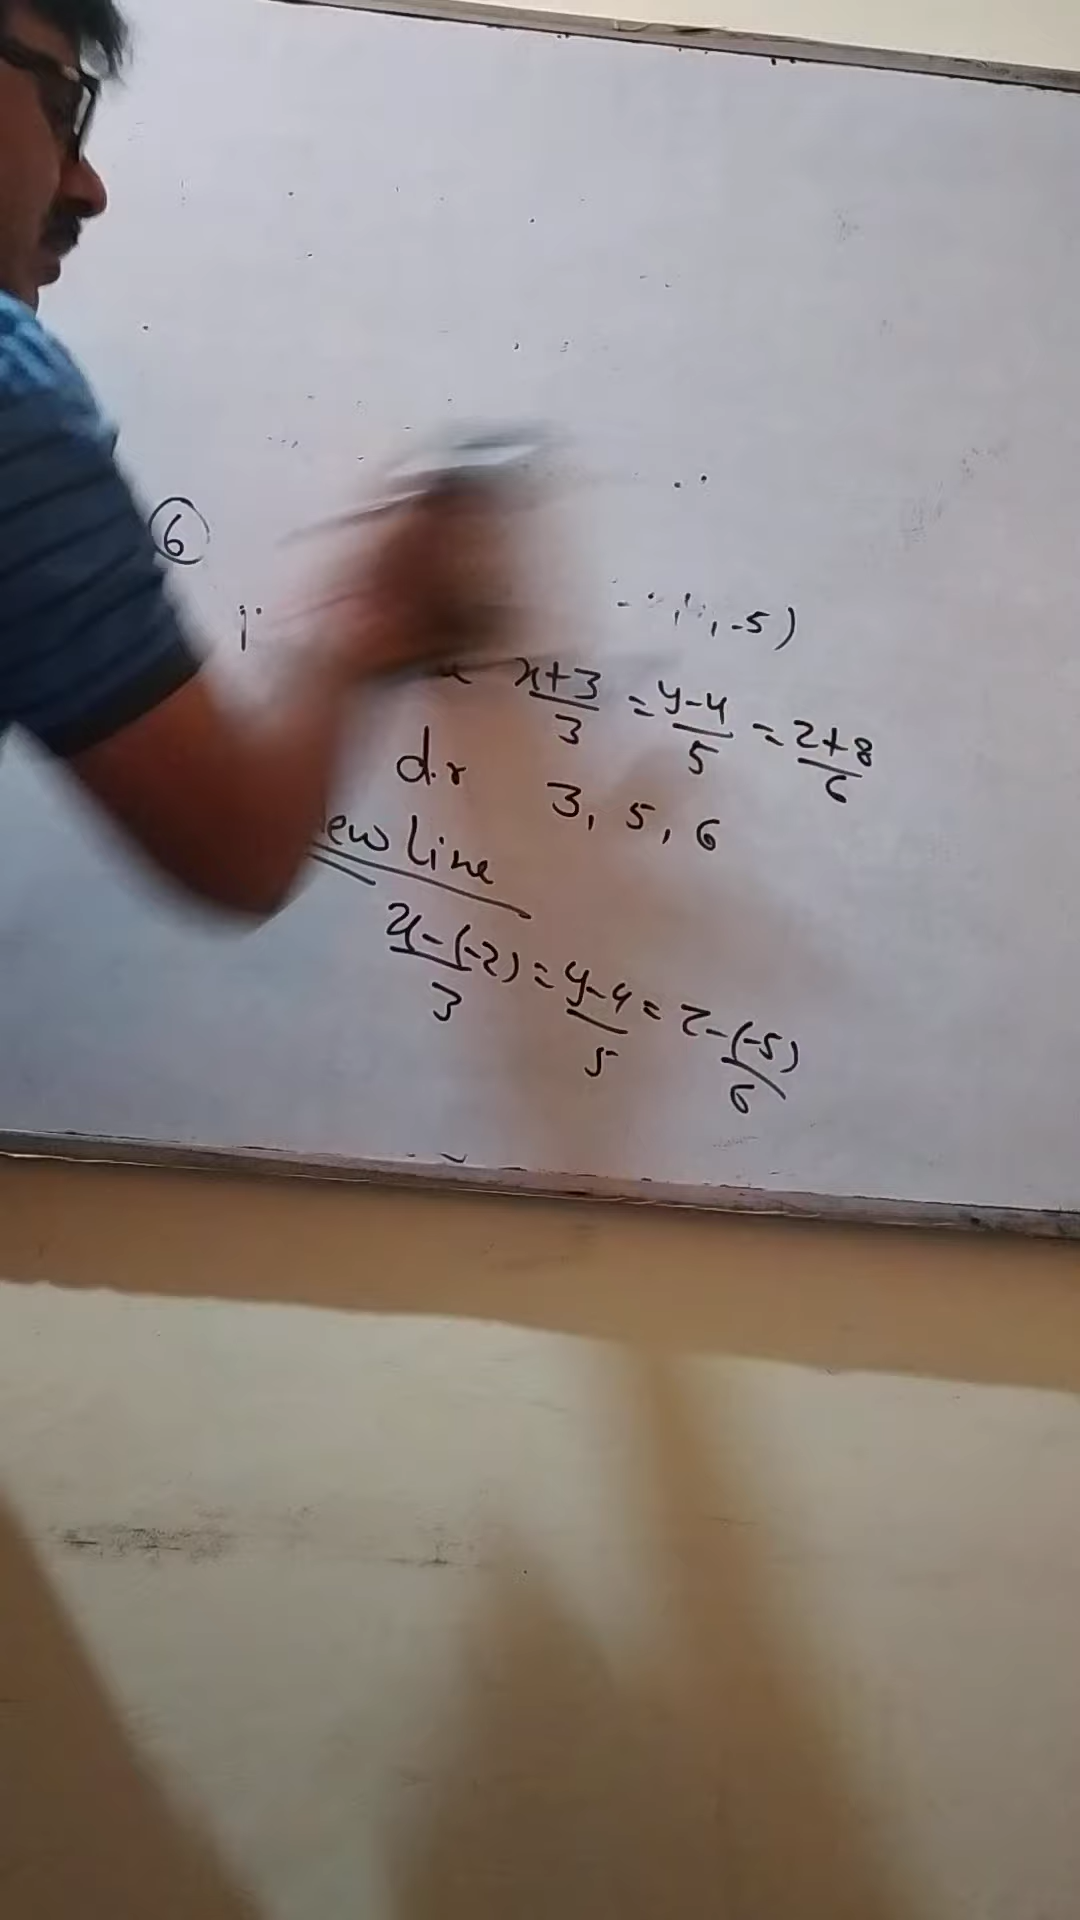 6
, -5)
x+3/3 = y-4/5 = z+8/6
d.r 3, 5, 6
ew Line
x-(-2)/3 = y-4/5 = z-(-5)/6